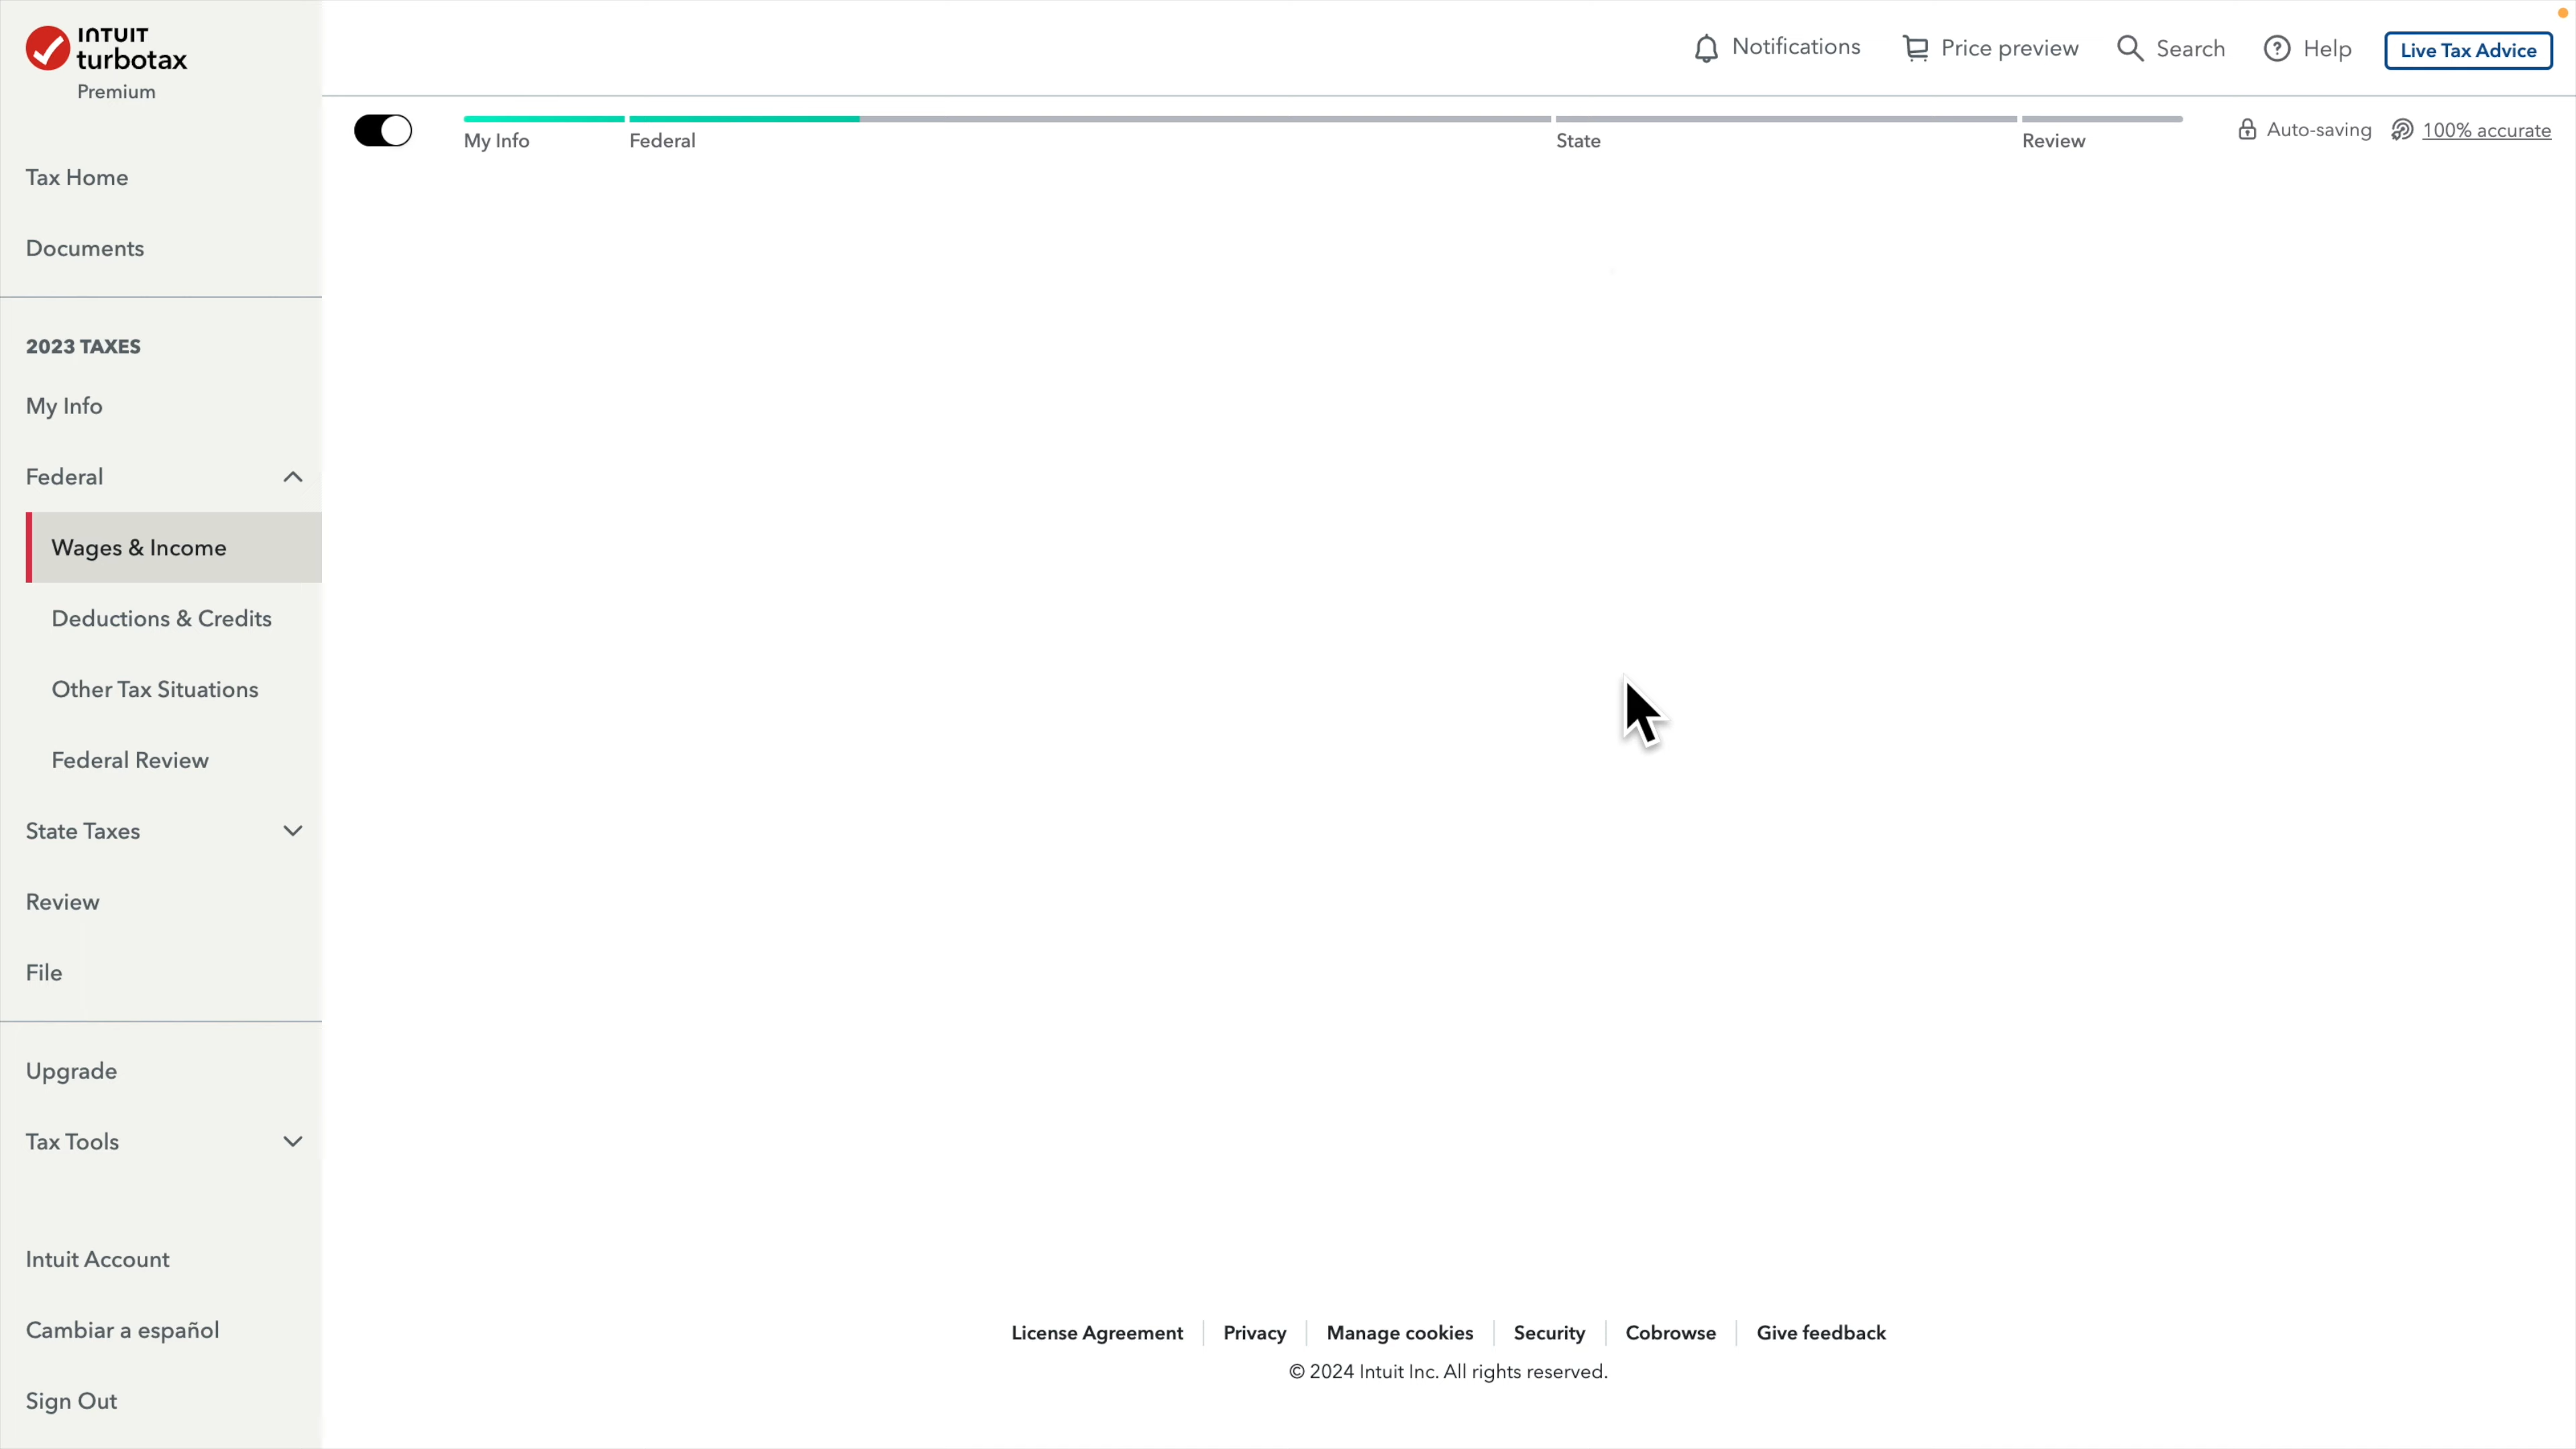 INTUIT
turbotax
Premium
Notifications
Price preview
Search
Help
Live Tax Advice
My Info
Federal
State
Review
Auto-saving
100% accurate
Tax Home
Documents
2023 TAXES
My Info
Federal
Wages & Income
Deductions & Credits
Other Tax Situations
Federal Review
State Taxes
Review
File
Upgrade
Tax Tools
Intuit Account
Cambiar a español
Sign Out
License Agreement
Privacy
Manage cookies
Security
Cobrowse
Give feedback
© 2024 Intuit Inc. All rights reserved.